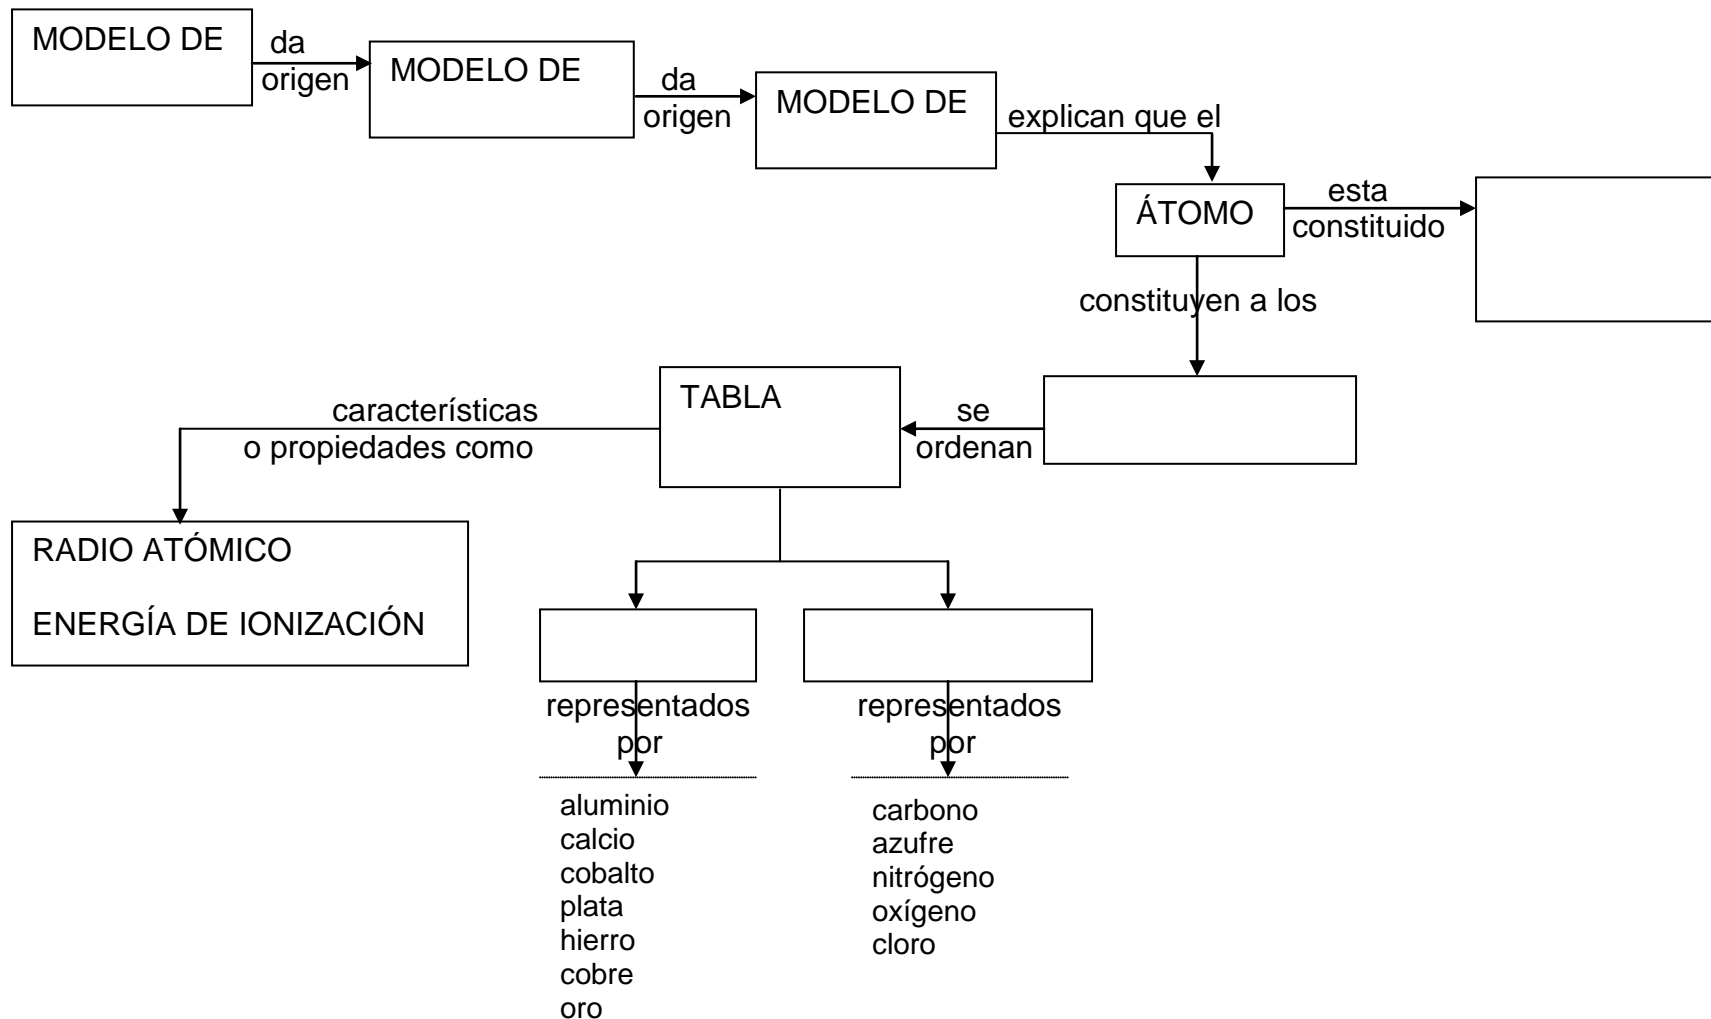 MODELO DE
da
origen
MODELO DE
da
origen
MODELO DE
explican que el
ÁTOMO
esta
constituido
constituyen a los
TABLA
se
ordenan
características
o propiedades como
RADIO ATÓMICO
ENERGÍA DE IONIZACIÓN
representados
por
aluminio
calcio
cobalto
plata
hierro
cobre
oro
representados
por
carbono
azufre
nitrógeno
oxígeno
cloro